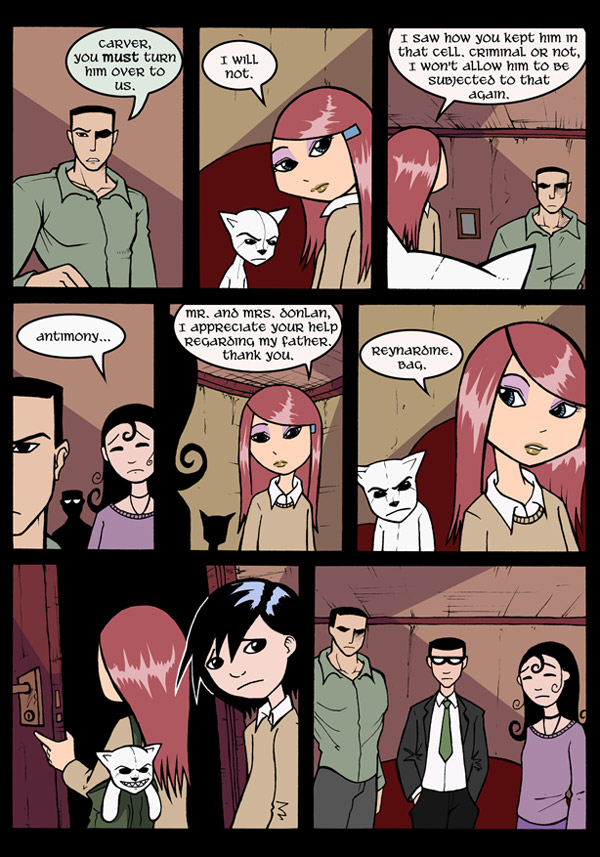 CARVER,
YOU MUST TURN
HIM OVER TO
US.
I WILL
NOT.
I SAW HOW YOU KEPT HIM IN
THAT CELL. CRIMINAL OR NOT,
I WON'T ALLOW HIM TO BE
SUBJECTED TO THAT
AGAIN.
ANTIMONY...
MR. AND MRS. DONLAN,
I APPRECIATE YOUR HELP
REGARDING MY FATHER.
THANK YOU.
REYNARDINE.
BAG.